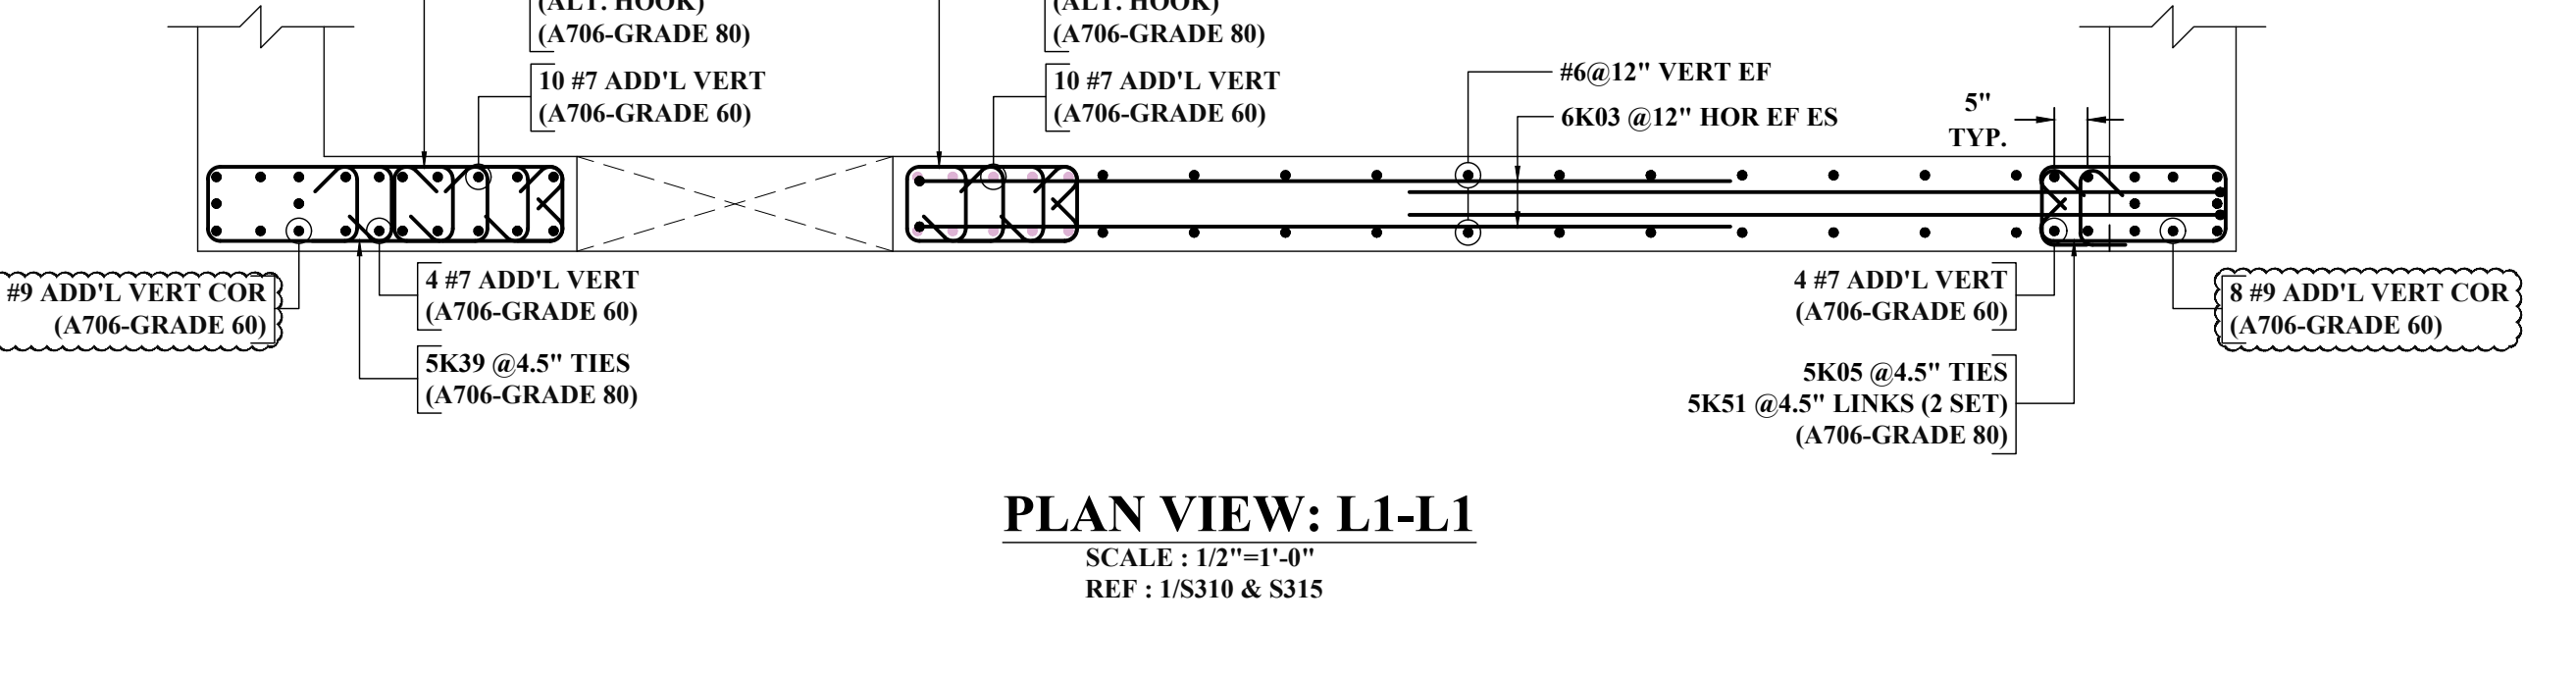 (ALT. HOOK)
(A706-GRADE 80)
10 #7 ADD'L VERT
(A706-GRADE 60)
(ALT. HOOK)
(A706-GRADE 80)
10 #7 ADD'L VERT
(A706-GRADE 60)
#6@12" VERT EF
6K03 @12" HOR EF ES
5"
TYP.
#9 ADD'L VERT COR
(A706-GRADE 60)
4 #7 ADD'L VERT
(A706-GRADE 60)
5K39 @4.5" TIES
(A706-GRADE 80)
4 #7 ADD'L VERT
(A706-GRADE 60)
5K05 @4.5" TIES
5K51 @4.5" LINKS (2 SET)
(A706-GRADE 80)
8 #9 ADD'L VERT COR
(A706-GRADE 60)
PLAN VIEW: L1-L1
SCALE : 1/2"=1'-0"
REF : 1/S310 & S315